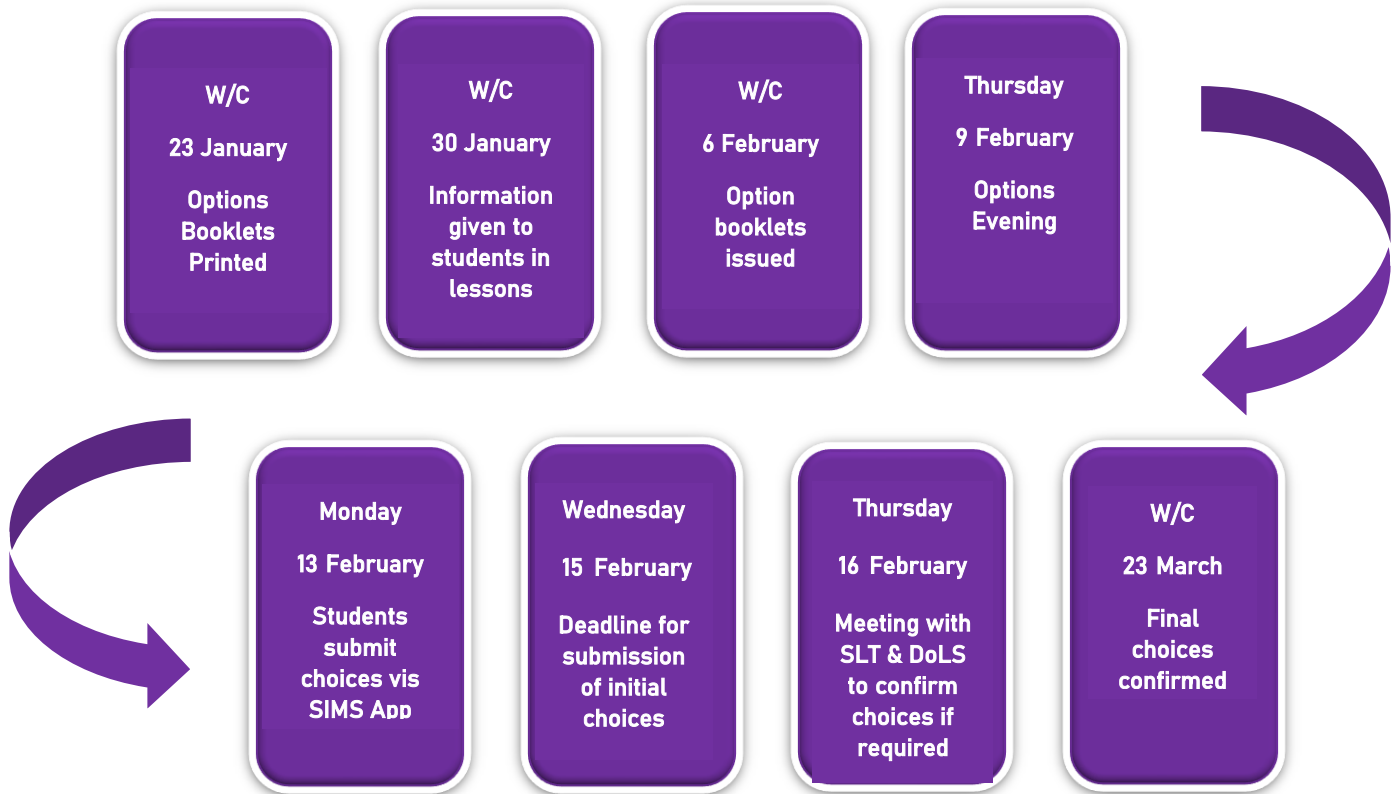 W/C
23 January
Options
Booklets
Printed
W/C
30 January
Information
given to
students in
lessons
W/C
6 February
Option
booklets
issued
Thursday
9 February
Options
Evening
Monday
13 February
Students
submit
choices vis
SIMS App
Wednesday
15 February
Deadline for
submission
of initial
choices
Thursday
16 February
Meeting with
SLT & DoLS
to confirm
choices if
required
W/C
23 March
Final
choices
confirmed